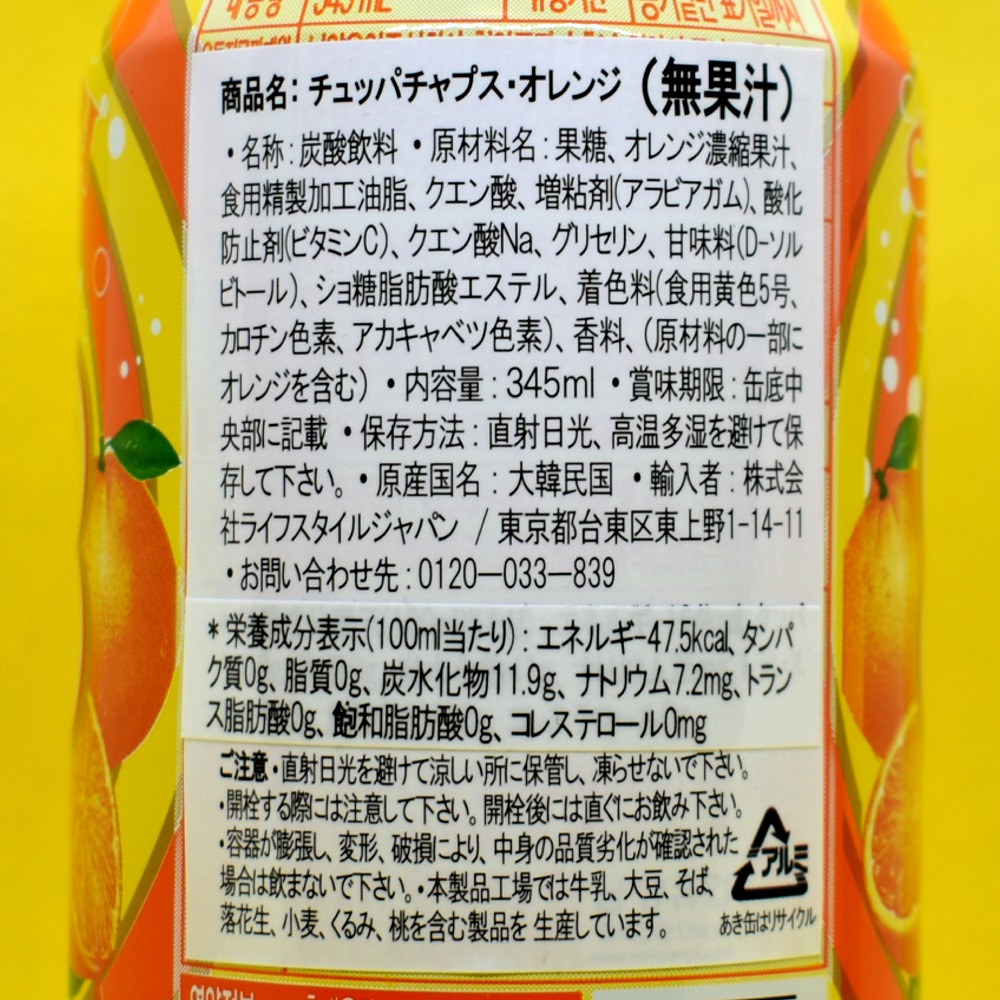 내용량 345 mL
商品名: チュッパチャプス・オレンジ (無果汁)
・名称 : 炭酸飲料 ・原材料名 : 果糖、オレンジ濃縮果汁、
食用精製加工油脂、クエン酸、増粘剤(アラビアガム)、酸化
防止剤(ビタミンC)、クエン酸Na、グリセリン、甘味料(D-ソル
ビトール)、ショ糖脂肪酸エステル、着色料(食用黄色5号、
カロチン色素、アカキャベツ色素)、香料、(原材料の一部に
オレンジを含む) ・内容量 : 345ml ・賞味期限 : 缶底中
央部に記載 ・保存方法 : 直射日光、高温多湿を避けて保
存して下さい。・原産国名 : 大韓民国 ・輸入者 : 株式会
社ライフスタイルジャパン / 東京都台東区東上野1-14-11
・お問い合わせ先 : 0120―033―839
* 栄養成分表示(100ml当たり) : エネルギー47.5kcal、タンパ
ク質0g、脂質0g、炭水化物11.9g、ナトリウム7.2mg、トラン
ス脂肪酸0g、飽和脂肪酸0g、コレステロール0mg
ご注意・直射日光を避けて涼しい所に保管し、凍らせないで下さい。
・開栓する際には注意して下さい。開栓後には直ぐにお飲み下さい。
・容器が膨張し、変形、破損により、中身の品質劣化が確認された
場合は飲まないで下さい。・本製品工場では牛乳、大豆、そば、
落花生、小麦、くるみ、桃を含む製品を 生産しています。
アルミ
あき缶はリサイクル